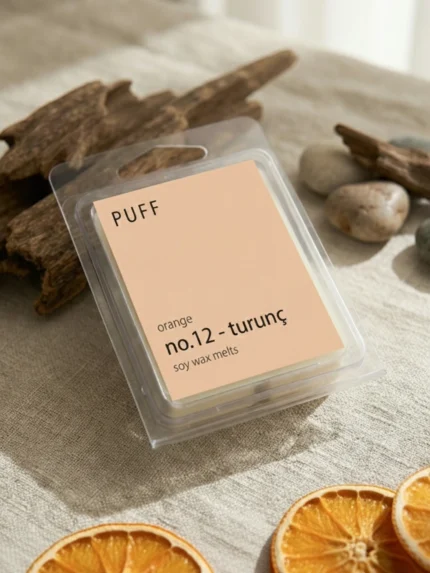 PUFF
orange
no.12 - turunç
soy wax melts